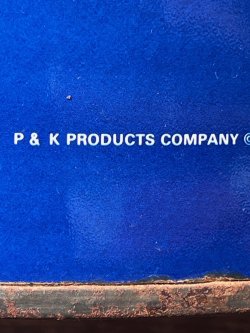 P & K PRODUCTS COMPANY ©